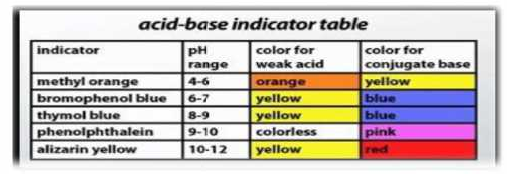 acid-base indicator table
indicator pH range color for weak acid color for conjugate base
methyl orange 4-6 orange yellow
bromophenol blue 6-7 yellow blue
thymol blue 8-9 yellow blue
phenolphthalein 9-10 colorless pink
alizarin yellow 10-12 yellow red